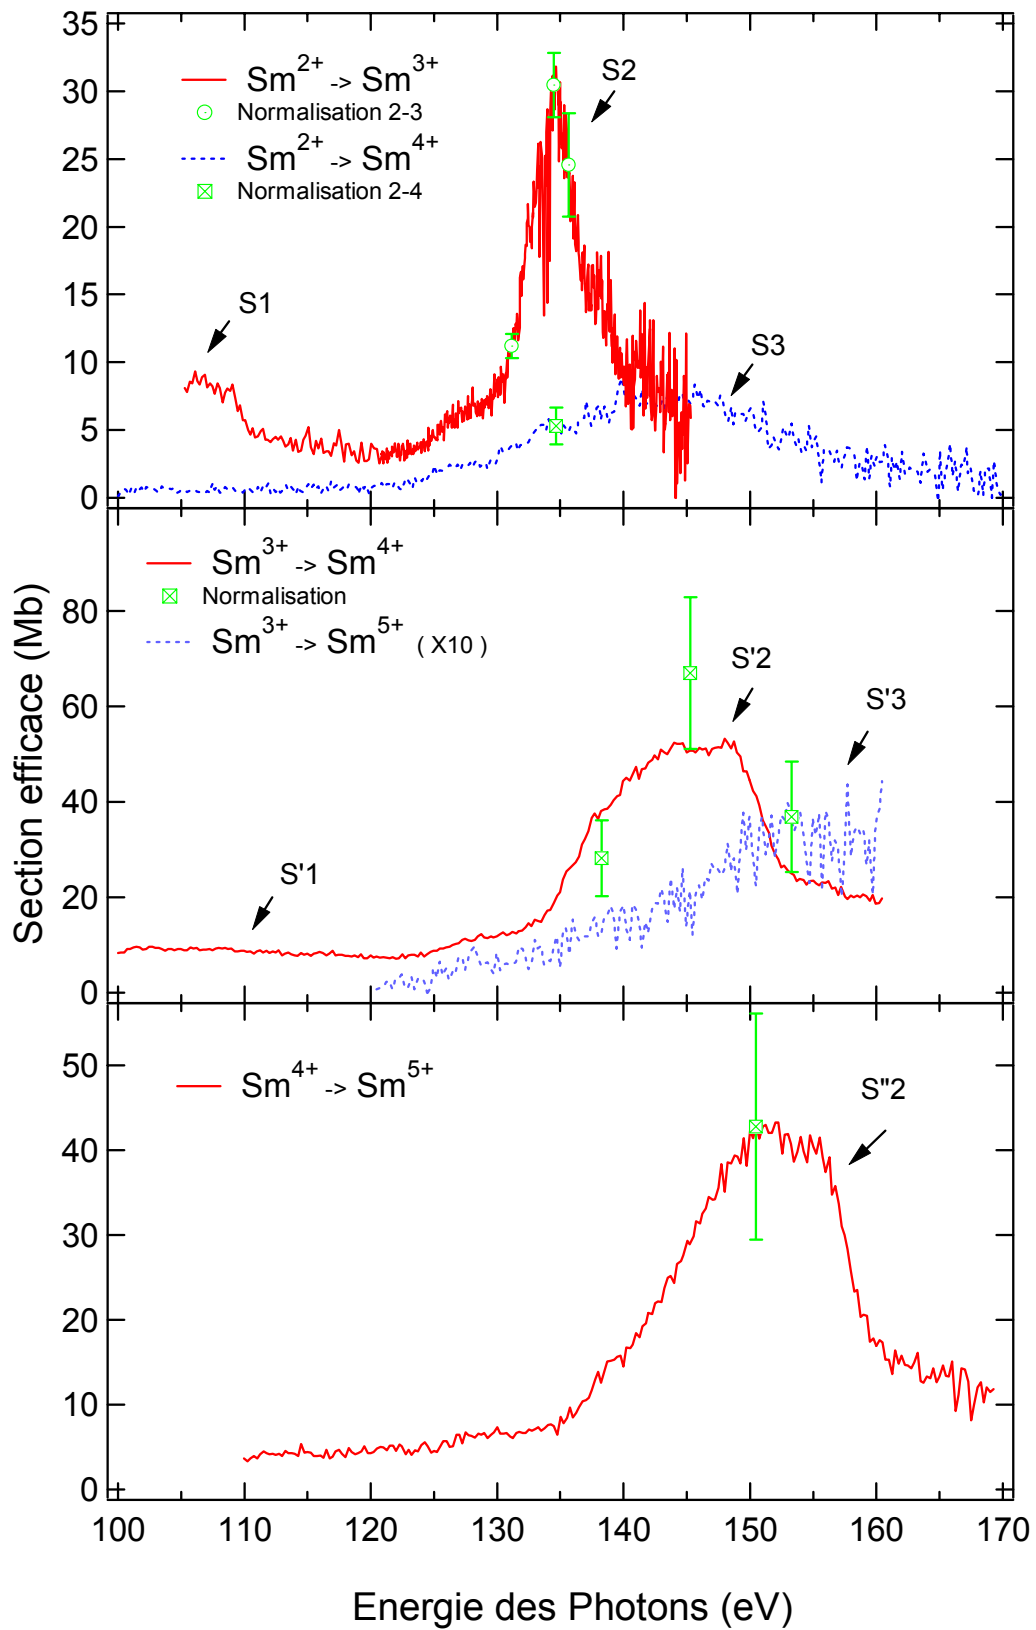 35
30
25
20
15
10
5
0
Sm2+ -> Sm3+
Normalisation 2-3
Sm2+ -> Sm4+
Normalisation 2-4
S1
S2
S3
Section efficace (Mb)
80
60
40
20
0
Sm3+ -> Sm4+
Normalisation
Sm3+ -> Sm5+ ( X10 )
S'1
S'2
S'3
50
40
30
20
10
0
Sm4+ -> Sm5+
S"2
100 110 120 130 140 150 160 170
Energie des Photons (eV)